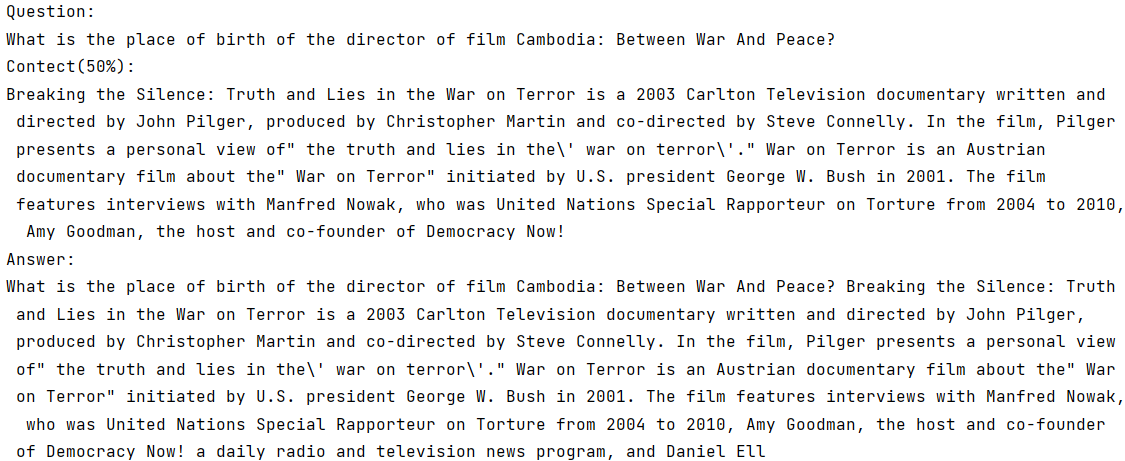 Question:
What is the place of birth of the director of film Cambodia: Between War And Peace?
Contect(50%):
Breaking the Silence: Truth and Lies in the War on Terror is a 2003 Carlton Television documentary written and
directed by John Pilger, produced by Christopher Martin and co-directed by Steve Connelly. In the film, Pilger
presents a personal view of" the truth and lies in the\' war on terror\'." War on Terror is an Austrian
documentary film about the" War on Terror" initiated by U.S. president George W. Bush in 2001. The film
features interviews with Manfred Nowak, who was United Nations Special Rapporteur on Torture from 2004 to 2010,
Amy Goodman, the host and co-founder of Democracy Now!
Answer:
What is the place of birth of the director of film Cambodia: Between War And Peace? Breaking the Silence: Truth
and Lies in the War on Terror is a 2003 Carlton Television documentary written and directed by John Pilger,
produced by Christopher Martin and co-directed by Steve Connelly. In the film, Pilger presents a personal view
of" the truth and lies in the\' war on terror\'." War on Terror is an Austrian documentary film about the" War
on Terror" initiated by U.S. president George W. Bush in 2001. The film features interviews with Manfred Nowak,
who was United Nations Special Rapporteur on Torture from 2004 to 2010, Amy Goodman, the host and co-founder
of Democracy Now! a daily radio and television news program, and Daniel Ell